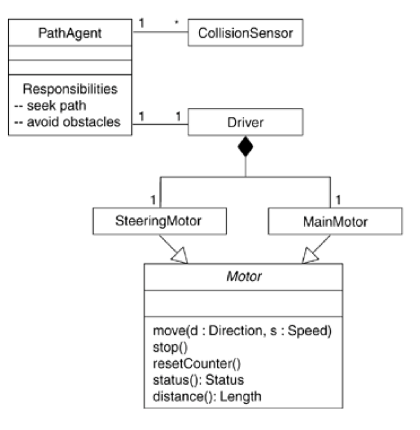 PathAgent
1
*
CollisionSensor
Responsibilities
-- seek path
-- avoid obstacles
1
1
Driver
1
1
SteeringMotor
MainMotor
Motor
move(d : Direction, s : Speed)
stop()
resetCounter()
status(): Status
distance(): Length